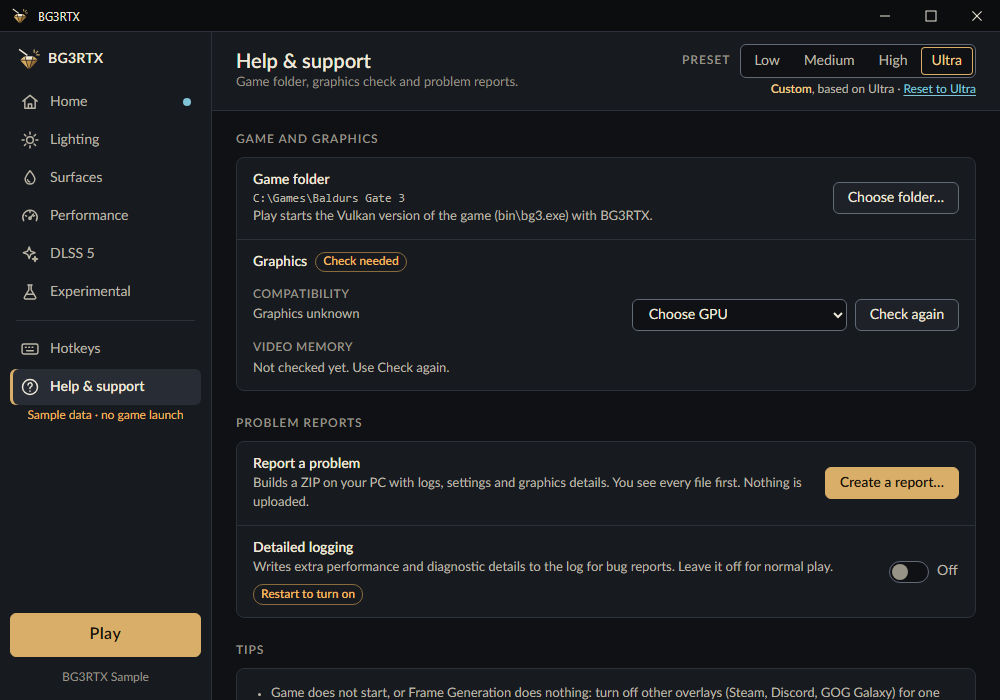 BG3RTX
BG3RTX
Home
Lighting
Surfaces
Performance
DLSS 5
Experimental
Hotkeys
Help & support
Sample data · no game launch
Play
BG3RTX Sample
Help & support
Game folder, graphics check and problem reports.
PRESET Low Medium High Ultra
Custom, based on Ultra · Reset to Ultra
GAME AND GRAPHICS
Game folder
C:\Games\Baldurs Gate 3
Play starts the Vulkan version of the game (bin\bg3.exe) with BG3RTX.
Choose folder...
Graphics Check needed
COMPATIBILITY
Graphics unknown
Choose GPU Check again
VIDEO MEMORY
Not checked yet. Use Check again.
PROBLEM REPORTS
Report a problem
Builds a ZIP on your PC with logs, settings and graphics details. You see every file first. Nothing is
uploaded.
Create a report...
Detailed logging
Writes extra performance and diagnostic details to the log for bug reports. Leave it off for normal play.
Restart to turn on
Off
TIPS
• Game does not start, or Frame Generation does nothing: turn off other overlays (Steam, Discord, GOG Galaxy) for one